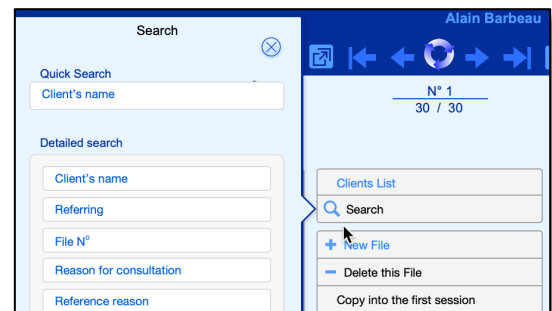 Alain Barbeau
Search
Quick Search
Client's name
N° 1
30 / 30
Detailed search
Client's name
Referring
File N°
Reason for consultation
Reference reason
Clients List
Search
New File
Delete this File
Copy into the first session